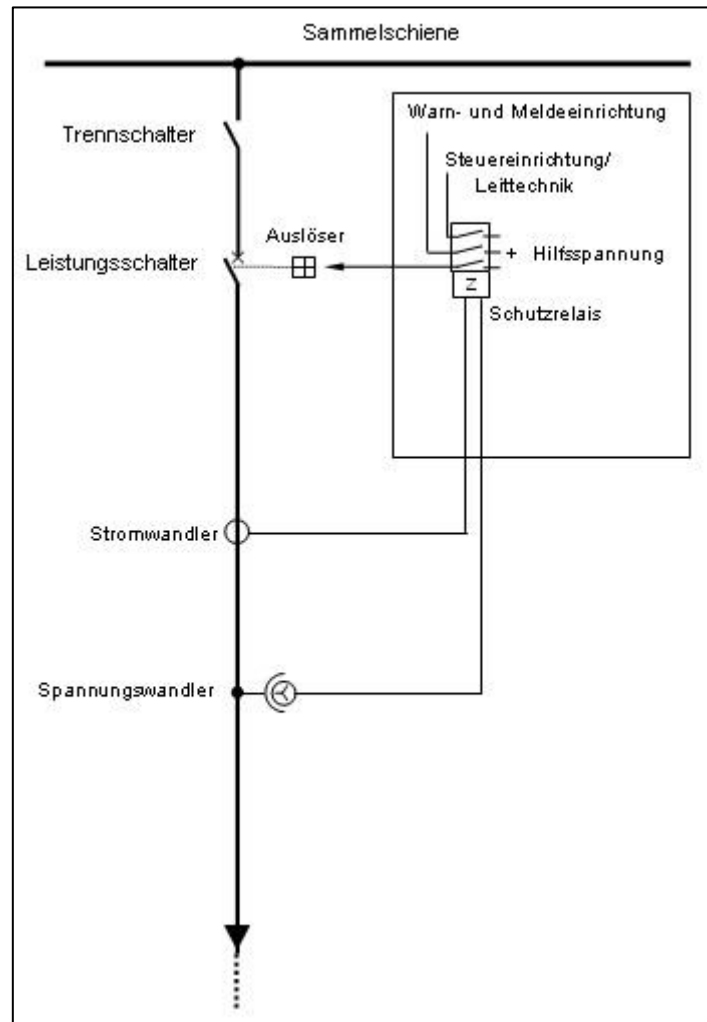 Sammelschiene
Warn- und Meldeeinrichtung
Trennschalter
Steuereinrichtung/
Leittechnik
Auslöser
Leistungsschalter
+ Hilfsspannung
Z
Schutzrelais
Stromwandler
Spannungswandler